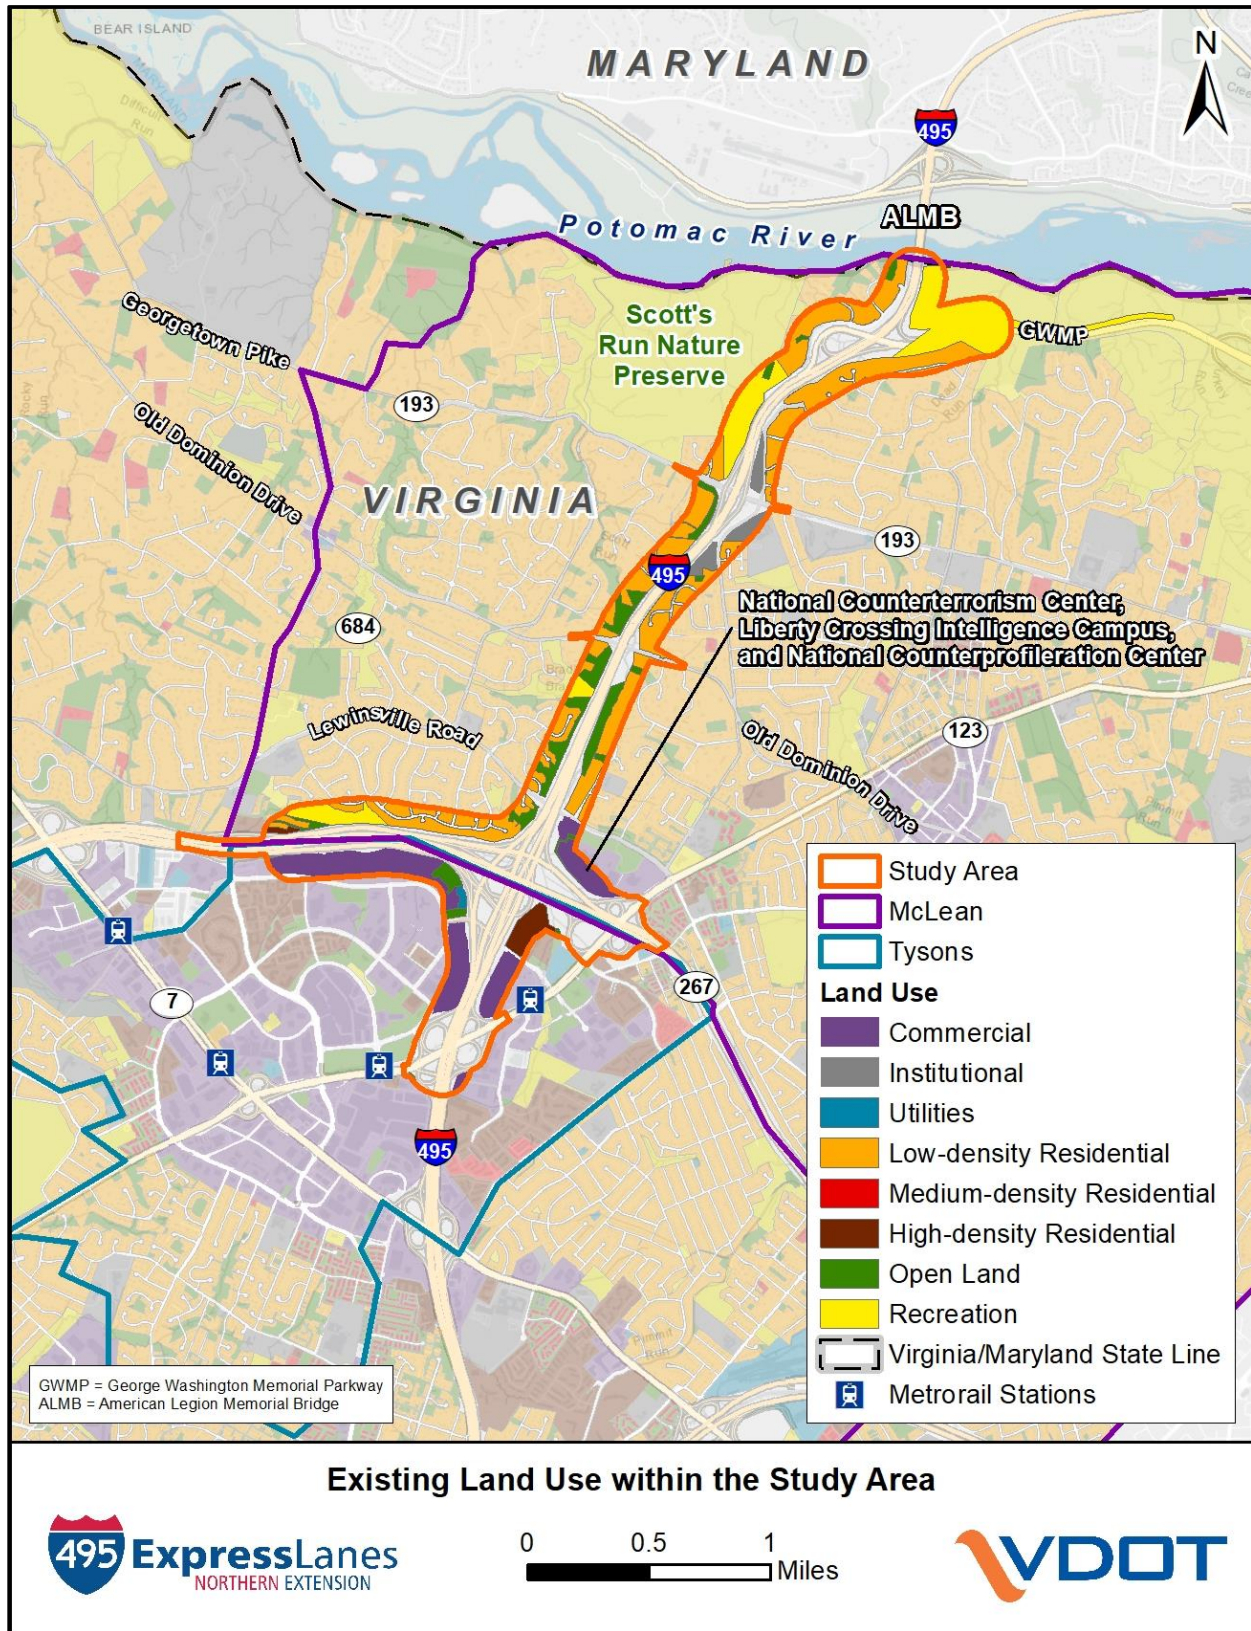 BEAR ISLAND
MARYLAND
N
MARYLAND
Difficult
Run
495
ALMB
Potomac River
Scott's
Run Nature
Preserve
GWMP
Georgetown Pike
193
Old Dominion Drive
VIRGINIA
193
495
National Counterterrorism Center,
Liberty Crossing Intelligence Campus,
and National Counterprofileration Center
684
Lewinsville Road
Old Dominion Drive
123
267
7
495
Study Area
McLean
Tysons
Land Use
Commercial
Institutional
Utilities
Low-density Residential
Medium-density Residential
High-density Residential
Open Land
Recreation
Virginia/Maryland State Line
Metrorail Stations
GWMP = George Washington Memorial Parkway
ALMB = American Legion Memorial Bridge
Existing Land Use within the Study Area
495 ExpressLanes
NORTHERN EXTENSION
0 0.5 1
Miles
VDOT